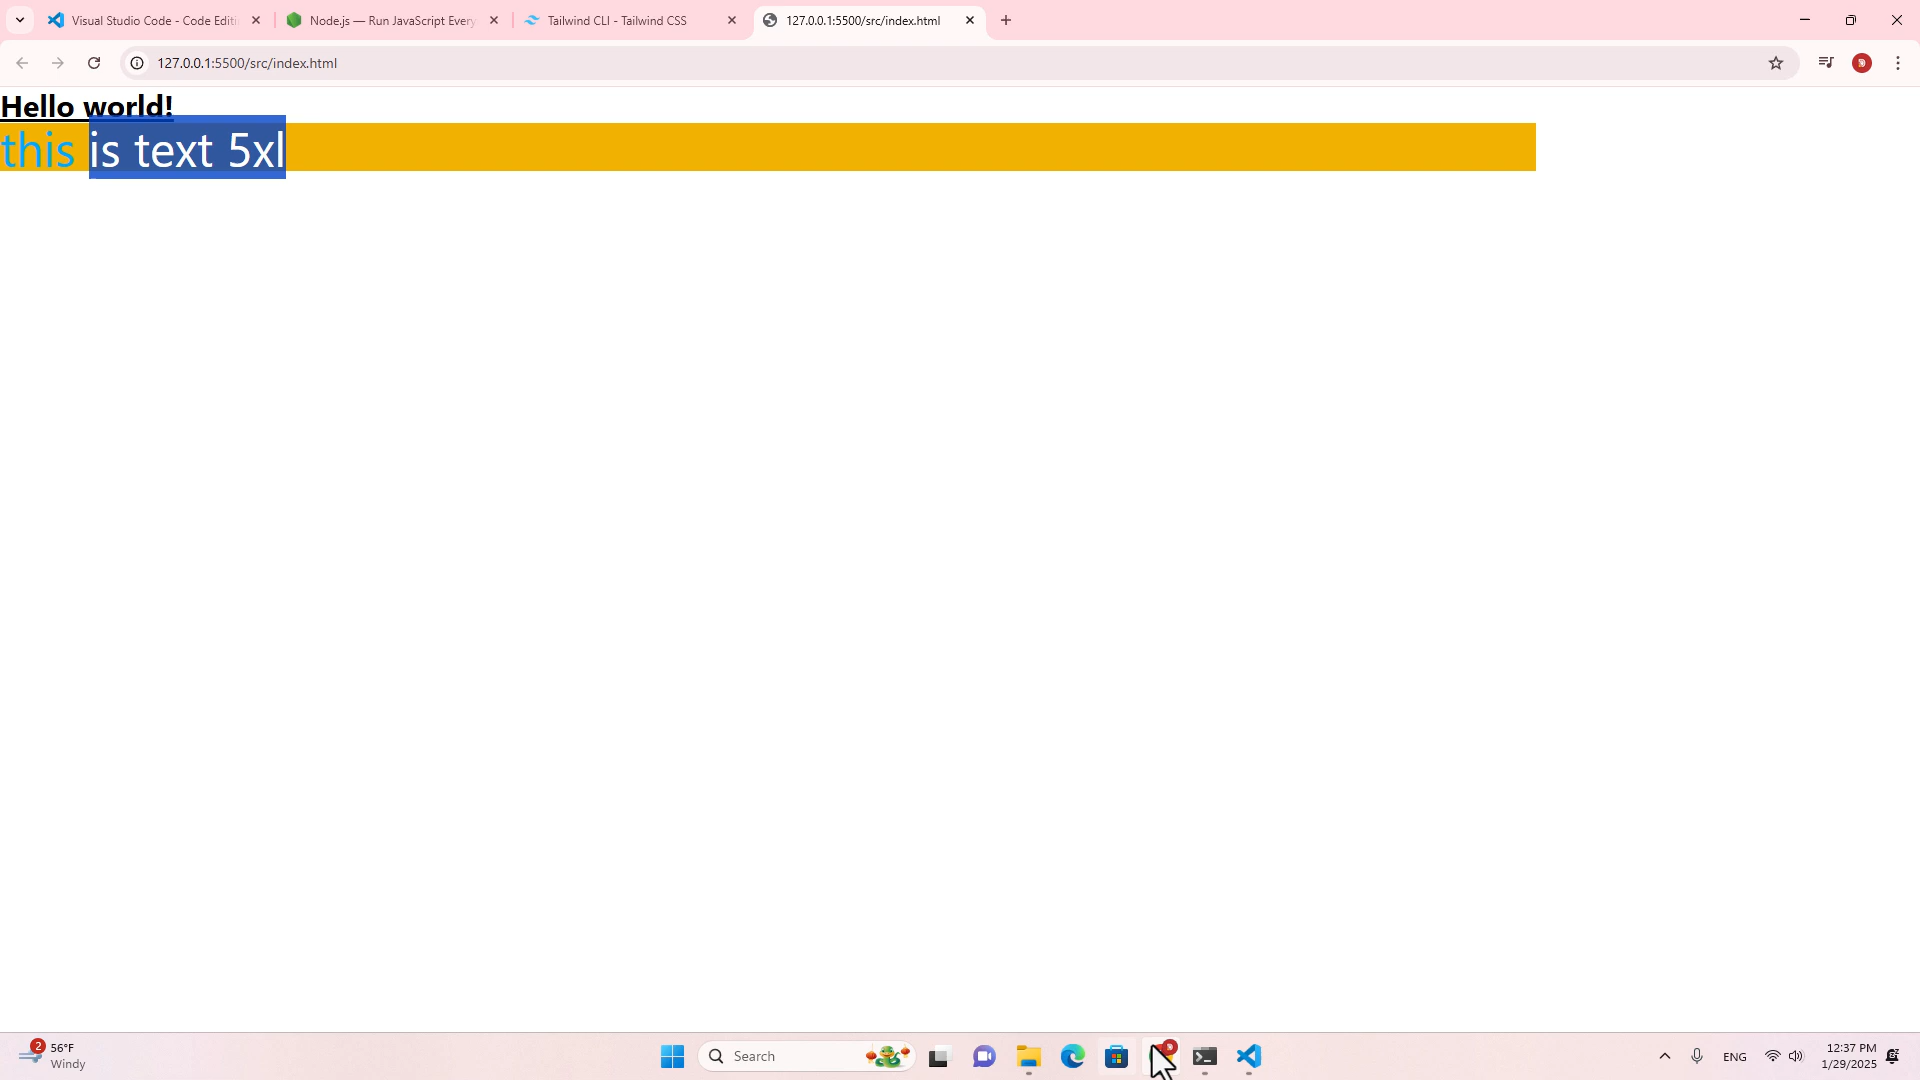 Visual Studio Code - Code Editi
Node.js — Run JavaScript Every
Tailwind CLI - Tailwind CSS
127.0.0.1:5500/src/index.html
127.0.0.1:5500/src/index.html
Hello world!
this is text 5xl
2
56°F
Windy
Search
ENG
12:37 PM
1/29/2025